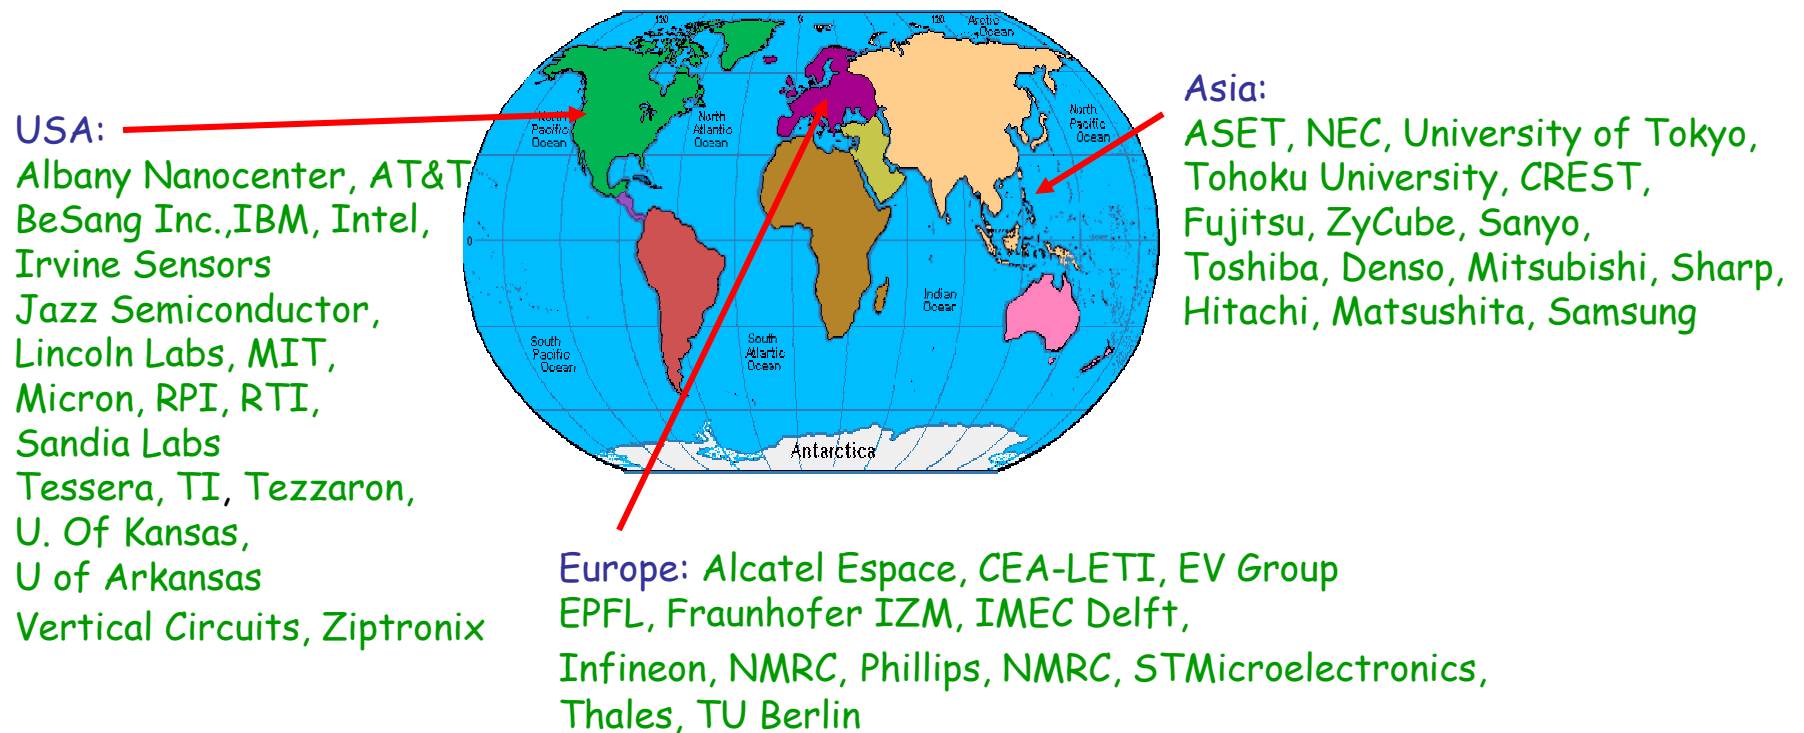 USA:
Albany Nanocenter, AT&T
BeSang Inc.,IBM, Intel,
Irvine Sensors
Jazz Semiconductor,
Lincoln Labs, MIT,
Micron, RPI, RTI,
Sandia Labs
Tessera, TI, Tezzaron,
U. Of Kansas,
U of Arkansas
Vertical Circuits, Ziptronix
120
0
120
Arctic
Ocean
North
Pacific
Ocean
North
Atlantic
Ocean
North
Pacific
Ocean
0
Indian
Ocean
South
Pacific
Ocean
South
Atlantic
Ocean
Antarctica
Asia:
ASET, NEC, University of Tokyo,
Tohoku University, CREST,
Fujitsu, ZyCube, Sanyo,
Toshiba, Denso, Mitsubishi, Sharp,
Hitachi, Matsushita, Samsung
Europe: Alcatel Espace, CEA-LETI, EV Group
EPFL, Fraunhofer IZM, IMEC Delft,
Infineon, NMRC, Phillips, NMRC, STMicroelectronics,
Thales, TU Berlin